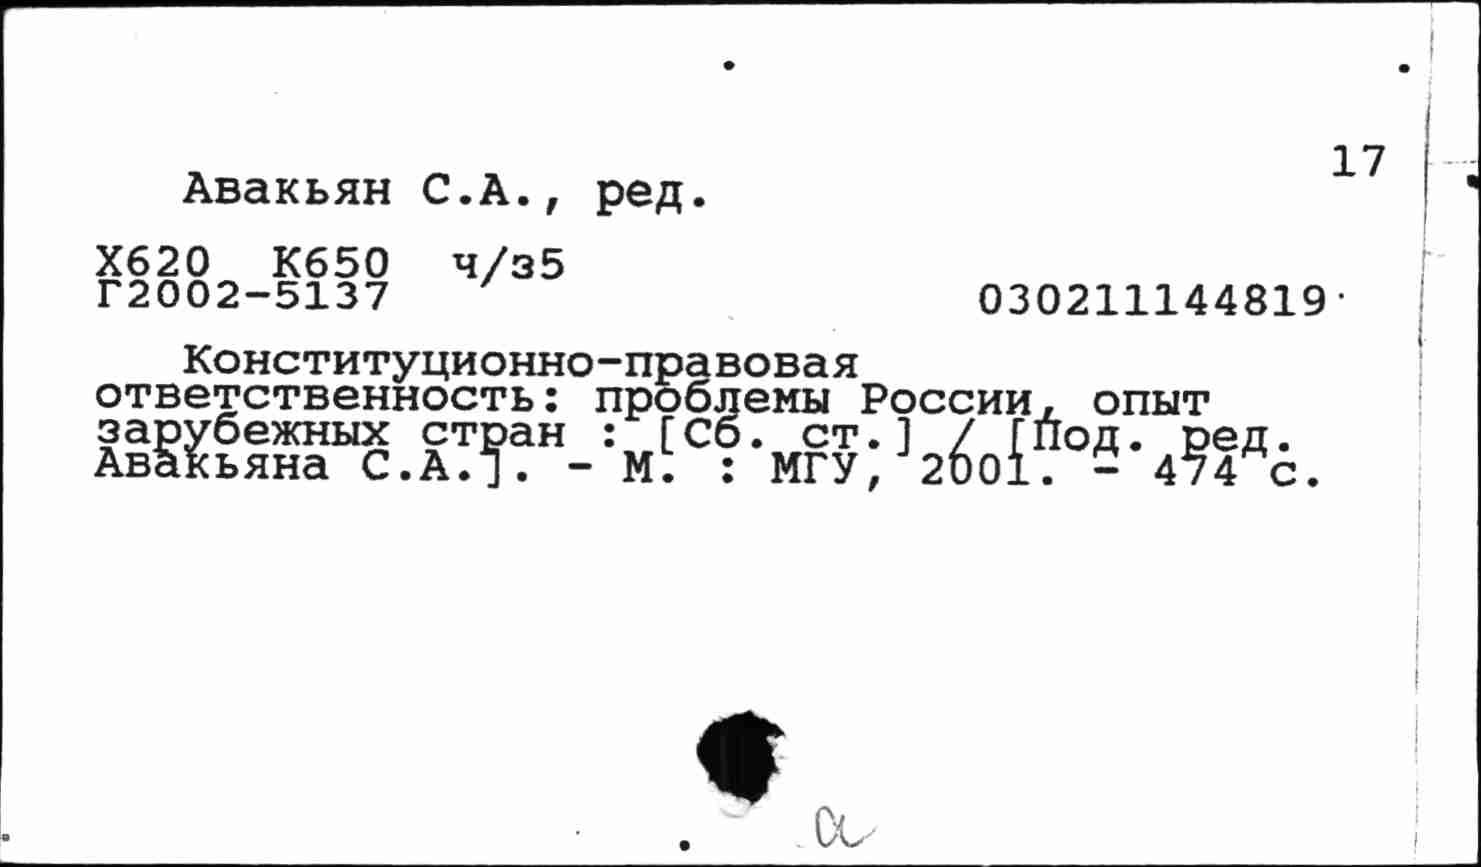 17
Авакьян С.А., ред.
Х620 К650 ч/з5
Г2002-5137 030211144819
Конституционно-правовая
ответственность: проблемы России, опыт
зарубежных стран : [Сб. ст.] / [Под. ред.
Авакьяна С.А.]. - М. : МГУ, 2001. - 474 с.
а